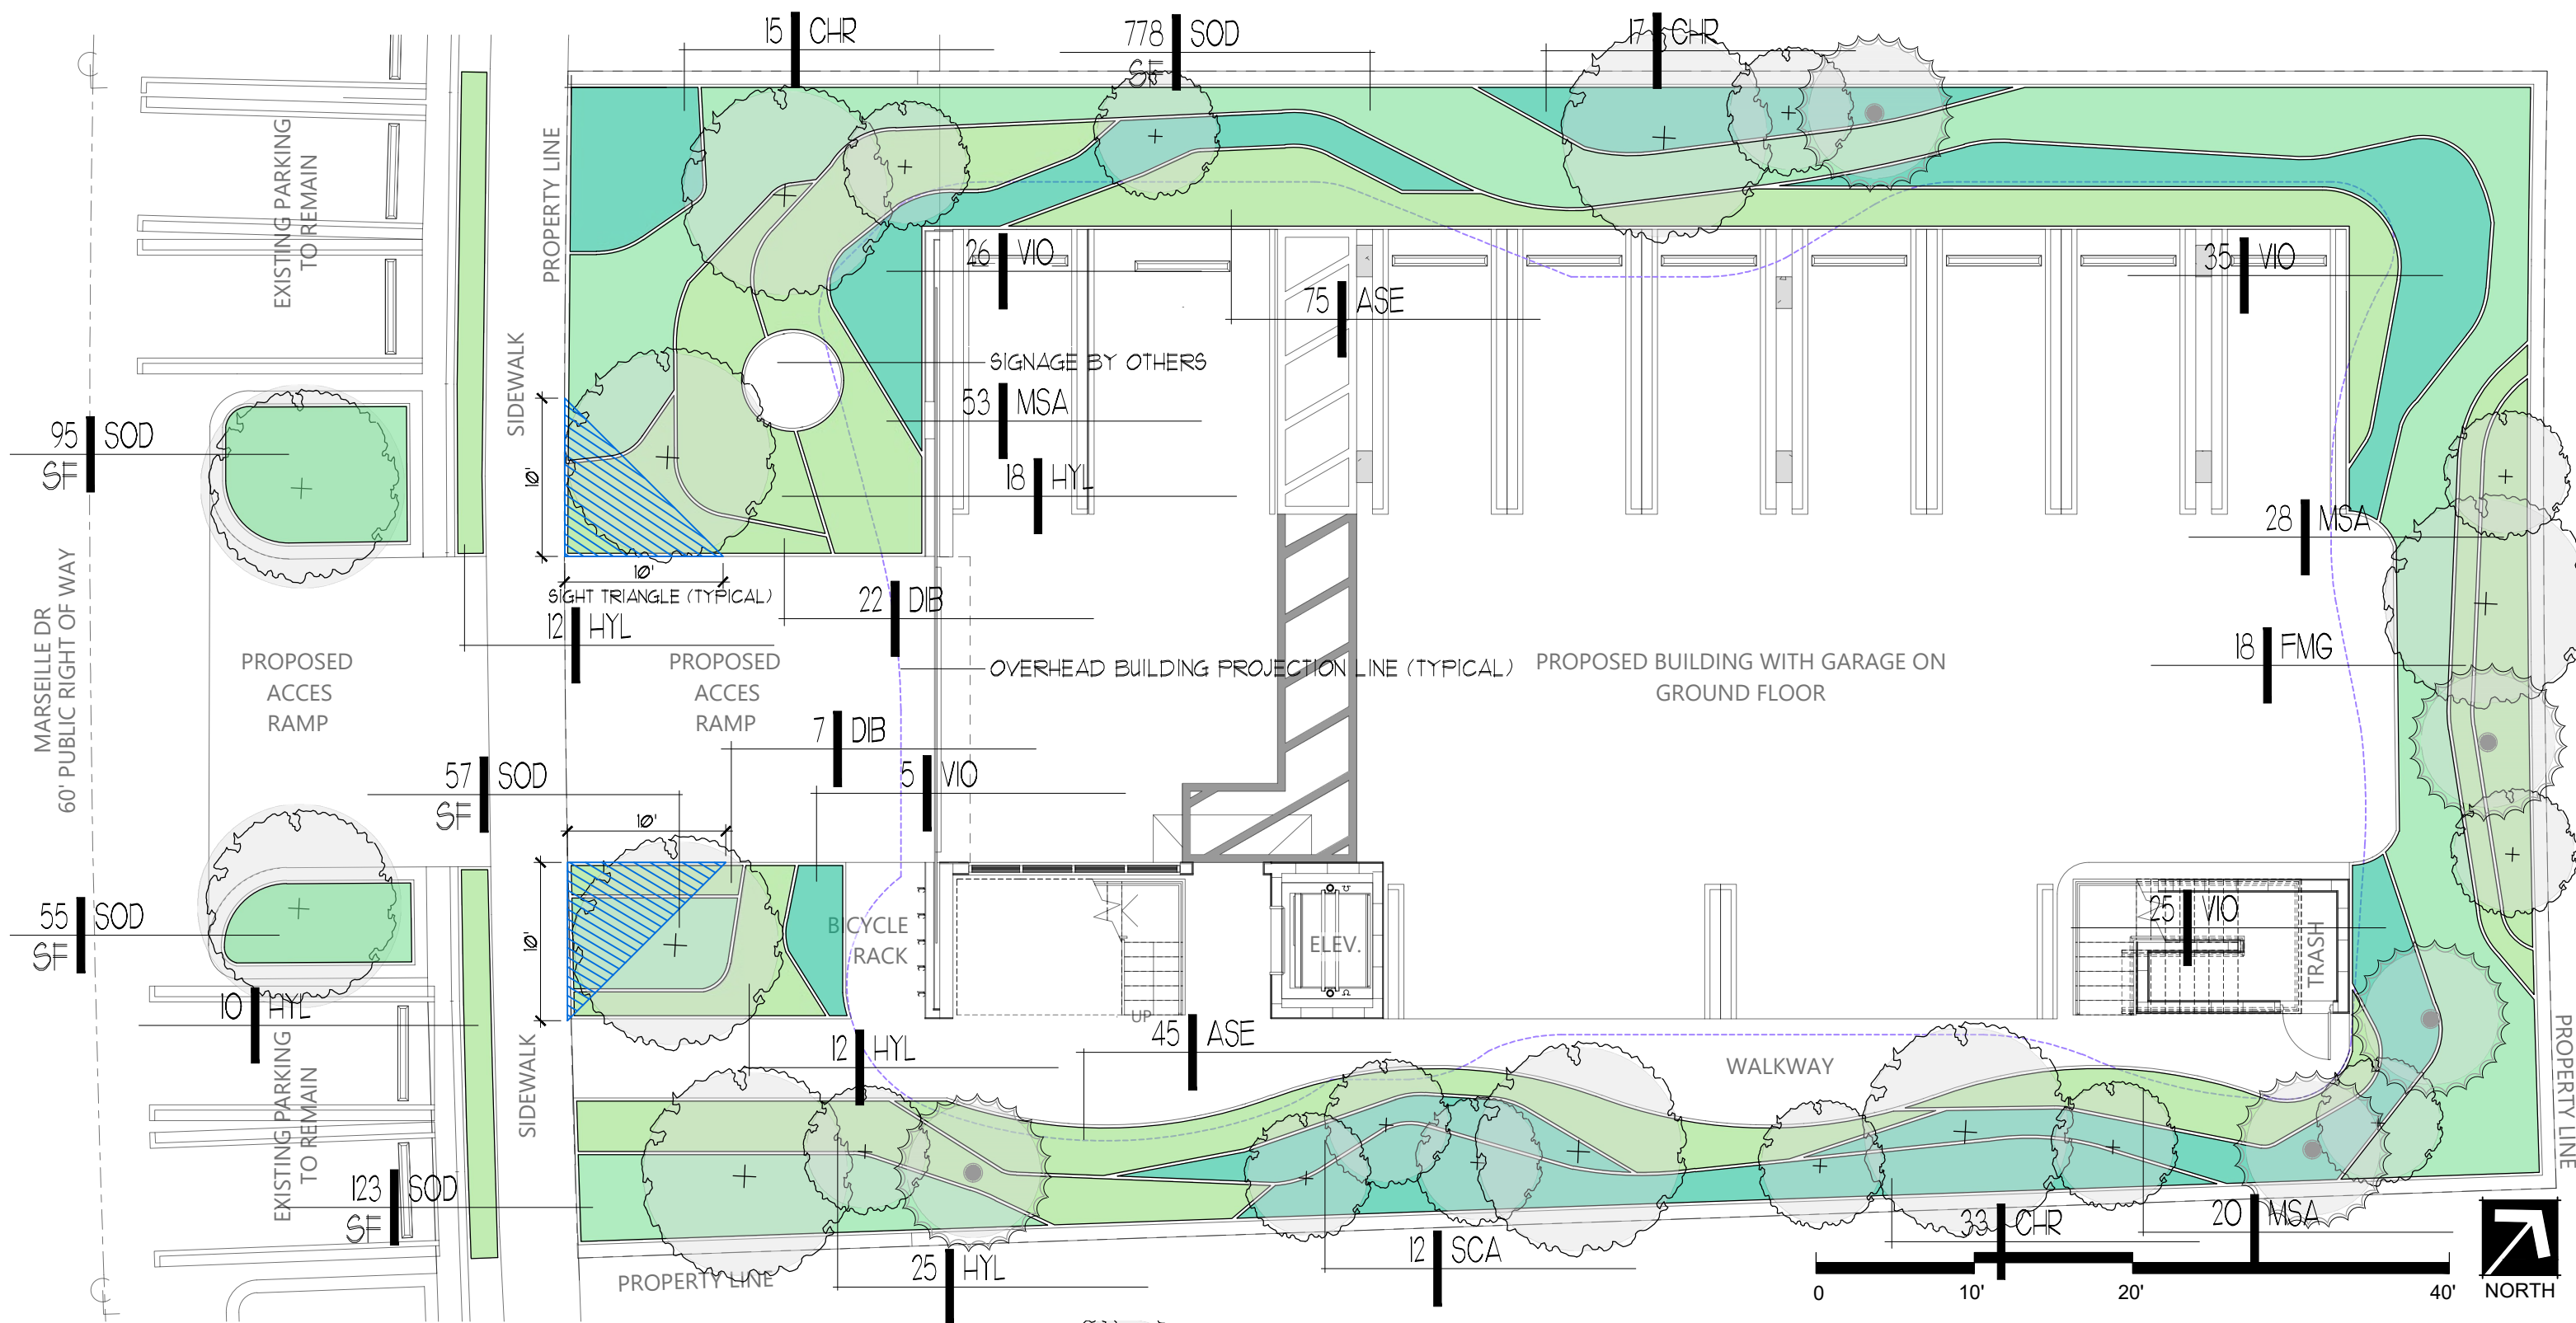 15 CHR
778 SOD
SF
17 CHR
EXISTING PARKING
TO REMAIN
PROPERTY LINE
26 VIO
35 VIO
75 ASE
SIDEWALK
SIGNAGE BY OTHERS
53 MSA
95 SOD
SF
10'
18 HYL
28 MSA
10'
SIGHT TRIANGLE (TYPICAL)
22 DIB
12 HYL
MARSEILLE DR
60' PUBLIC RIGHT OF WAY
PROPOSED
ACCES
RAMP
PROPOSED
ACCES
RAMP
OVERHEAD BUILDING PROJECTION LINE (TYPICAL)
PROPOSED BUILDING WITH GARAGE ON
GROUND FLOOR
18 FMG
7 DIB
57 SOD
SF
5 VIO
10'
55 SOD
SF
10'
BICYCLE
RACK
ELEV.
25 VIO
TRASH
10 HYL
UP
EXISTING PARKING
TO REMAIN
SIDEWALK
12 HYL
45 ASE
WALKWAY
PROPERTY LINE
123 SOD
SF
PROPERTY LINE
25 HYL
12 SCA
33 CHR
20 MSA
0 10' 20' 40'
NORTH